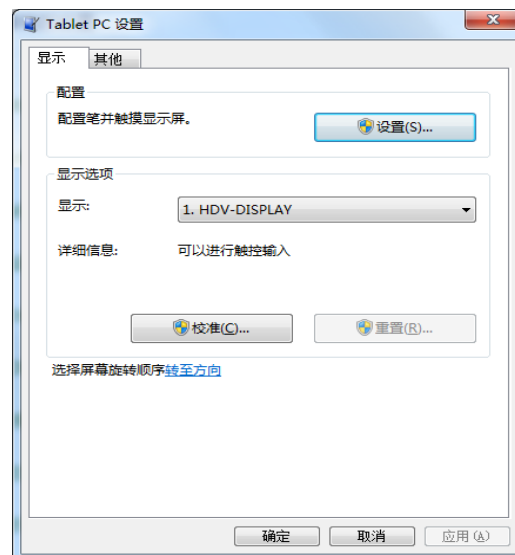 Tablet PC 设置
显示
其他
配置
配置笔并触摸显示屏。
设置(S)...
显示选项
显示:
1. HDV-DISPLAY
详细信息:
可以进行触控输入
校准(C)...
重置(R)...
选择屏幕旋转顺序转至方向
确定
取消
应用(A)